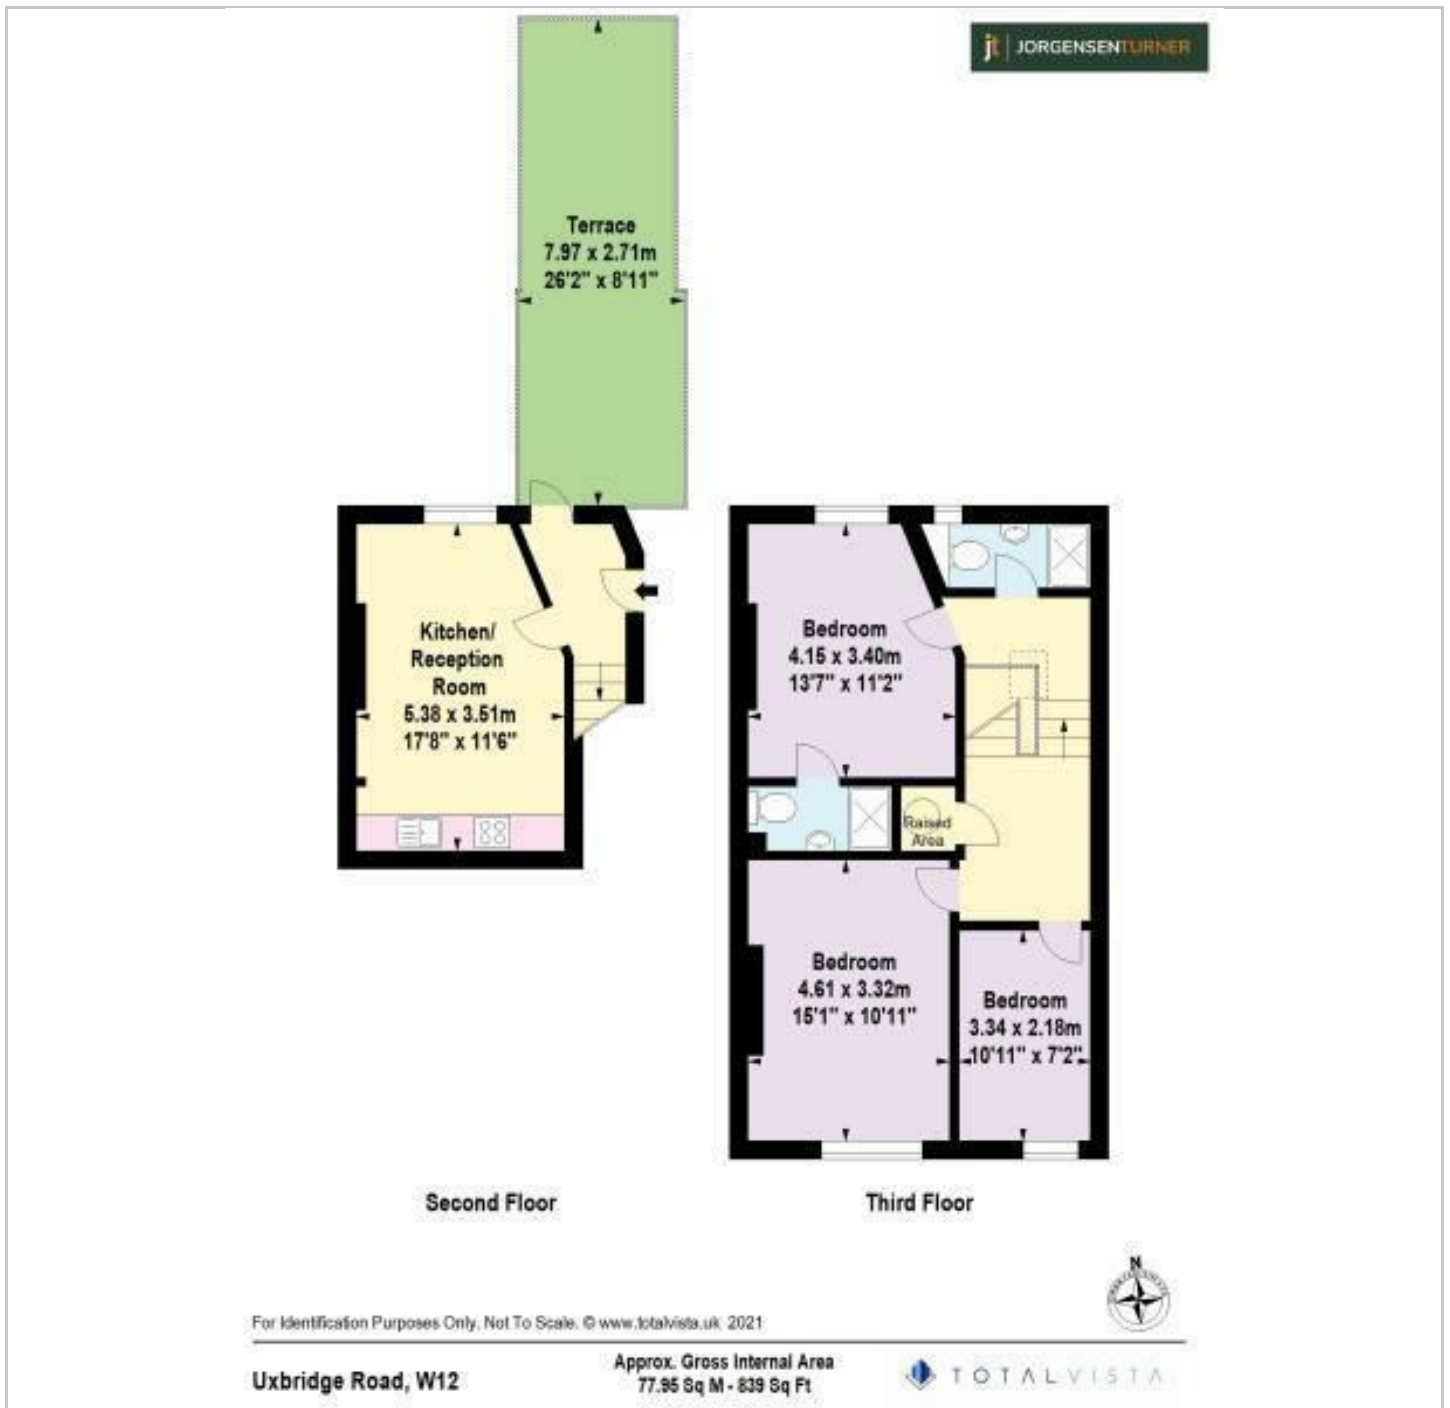 jt JORGENSENTURNER
Terrace
7.97 x 2.71m
26'2" x 8'11"
Kitchen/
Reception
Room
5.38 x 3.51m
17'8" x 11'6"
Bedroom
4.15 x 3.40m
13'7" x 11'2"
Raised
Area
Bedroom
4.61 x 3.32m
15'1" x 10'11"
Bedroom
3.34 x 2.18m
10'11" x 7'2"
Second Floor
Third Floor
N
For Identification Purposes Only. Not To Scale. © www.totalvista.uk 2021
Uxbridge Road, W12
Approx. Gross Internal Area
77.95 Sq M - 839 Sq Ft
TOTALVISTA